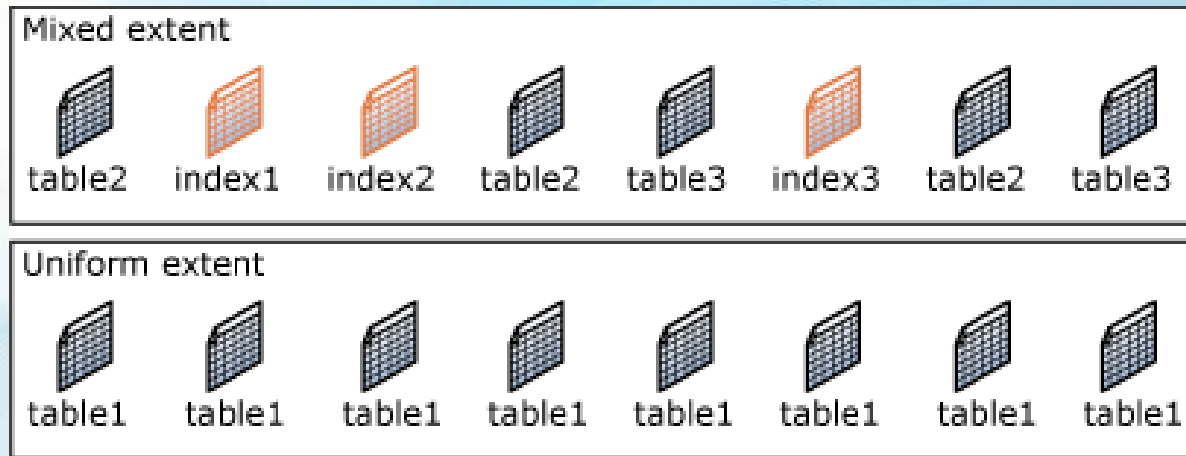 Mixed extent
table2 index1 index2 table2 table3 index3 table2 table3
Uniform extent
table1 table1 table1 table1 table1 table1 table1 table1